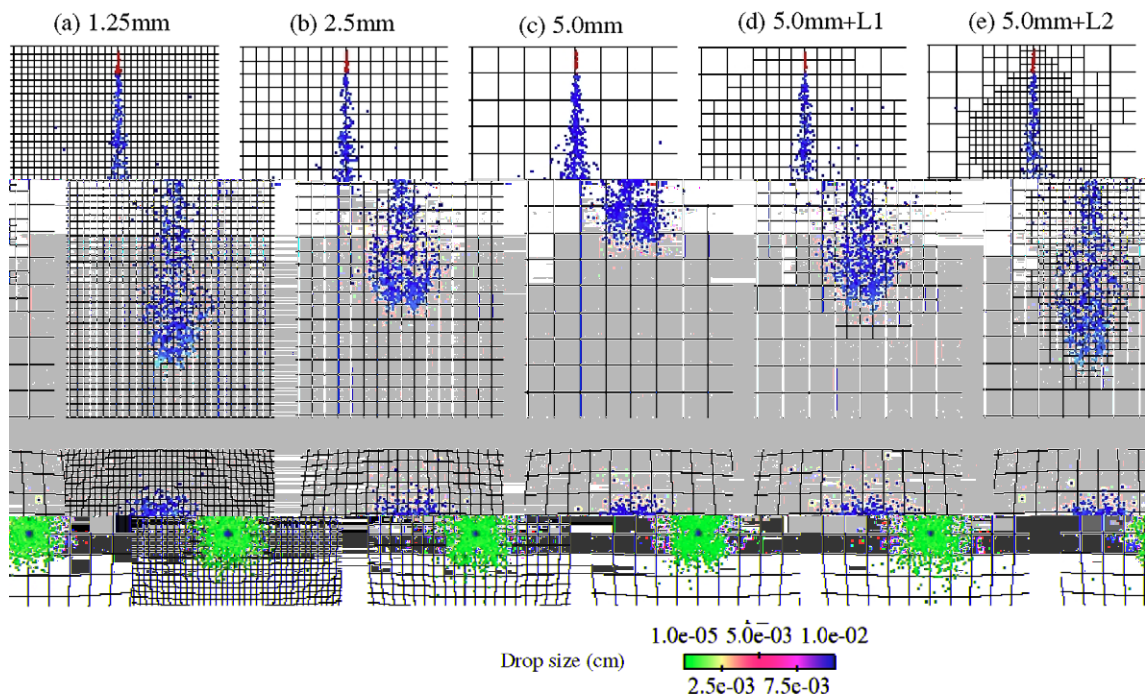 (a) 1.25mm (b) 2.5mm (c) 5.0mm (d) 5.0mm+L1 (e) 5.0mm+L2
1.0e-05 5.0e-03 1.0e-02
Drop size (cm)
2.5e-03 7.5e-03